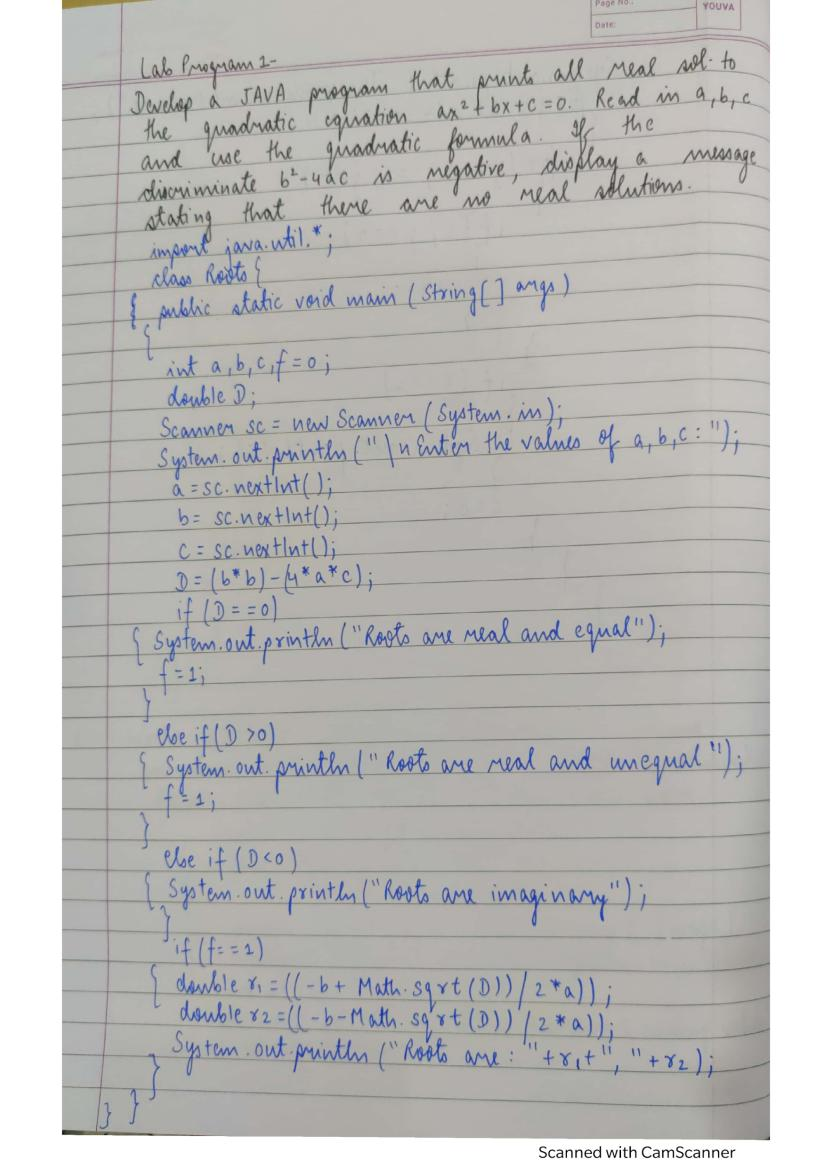 Page No.:
Date:
YOUVA
Lab Program 1-
Develop a JAVA program that prints all real sol. to
the quadratic equation ax² + bx + c = 0. Read in a, b, c
and use the quadratic formula. If the
discriminate b²-4ac is negative, display a message
stating that there are no real solutions.
import java.util.*;
class Roots {
{ public static void main (String[] args)
{
int a, b, c, f = 0;
double D;
Scanner sc = new Scanner (System.in);
System.out.println ("\n Enter the values of a, b, c : ");
a = sc.nextInt();
b = sc.nextInt();
c = sc.nextInt();
D = (b*b)-(4*a*c);
if (D = = 0)
{ System.out.println ("Roots are real and equal");
f = 1;
}
else if (D >0)
{ System.out.println (" Roots are real and unequal ");
f = 1;
}
else if (D<0)
{ System.out.println ("Roots are imaginary");
}
if (f = = 1)
{ double r1 = ((-b + Math.sqrt (D)) / 2 * a));
double r2 = ((-b - Math.sqrt (D)) / 2 * a));
System.out.println ("Roots are : "+r1+", "+r2);
}
} }
Scanned with CamScanner